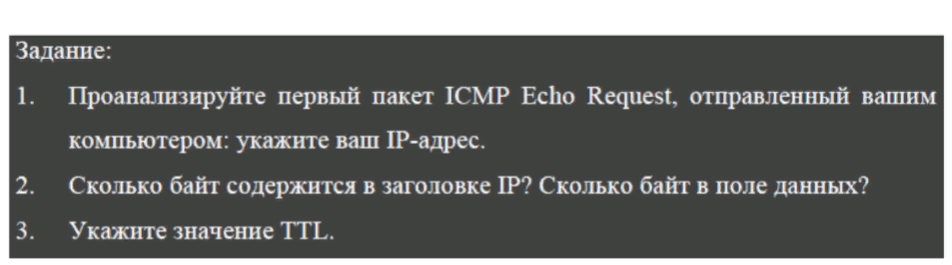 Задание:
1. Проанализируйте первый пакет ICMP Echo Request, отправленный вашим
компьютером: укажите ваш IP-адрес.
2. Сколько байт содержится в заголовке IP? Сколько байт в поле данных?
3. Укажите значение TTL.